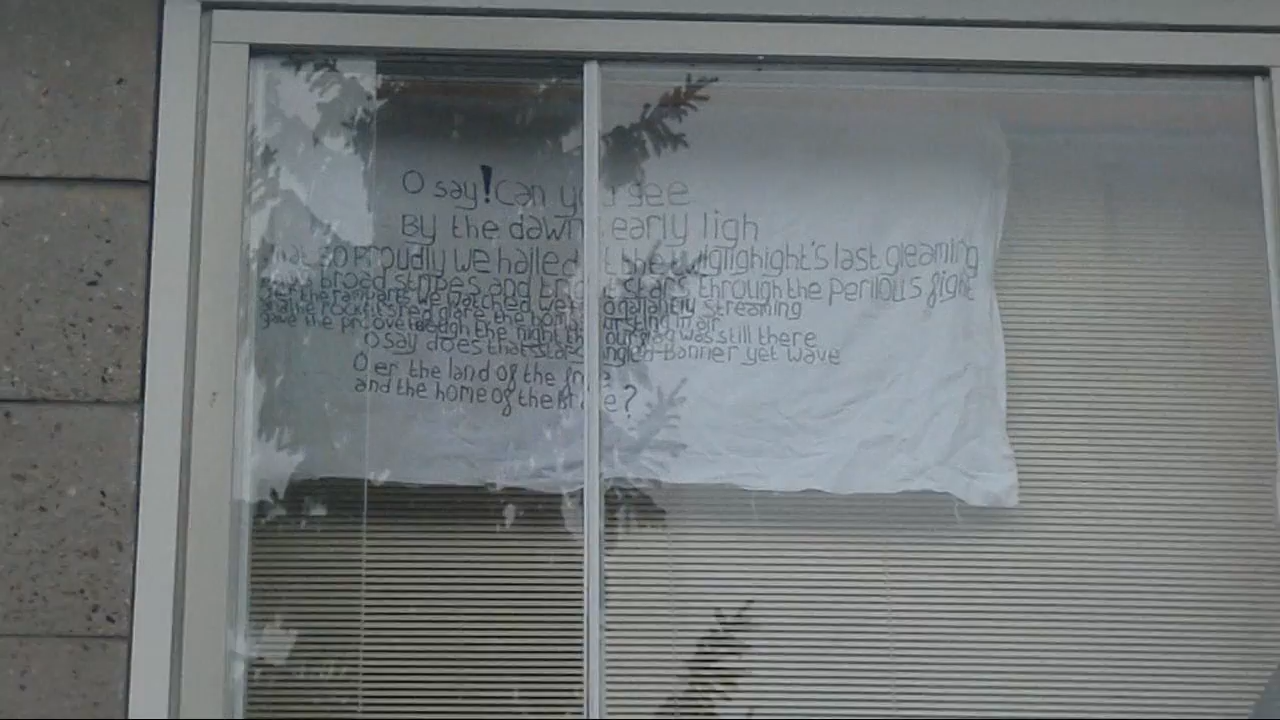 O say! Can you see
By the dawn early ligh
what so Proudly we hailed at the twiglighight's last gleaming
broad stripes and bright stars through the Perilous fight
o'er the ramparts we watched were so gallantly streaming
the rockets red glare the bombs bursting in air
gave the proove through the night that our flag was still there
O say does that star spangled-Banner yet wave
O er the land of the free
and the home of the Brave?